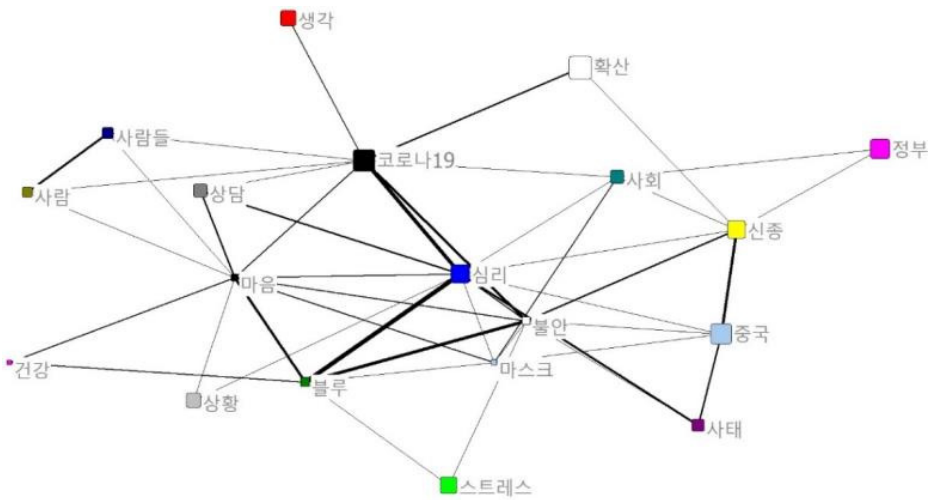 생각
확산
사람들
코로나19
정부
사람
상담
사회
신종
마음
심리
불안
중국
건강
마스크
블루
상황
사태
스트레스